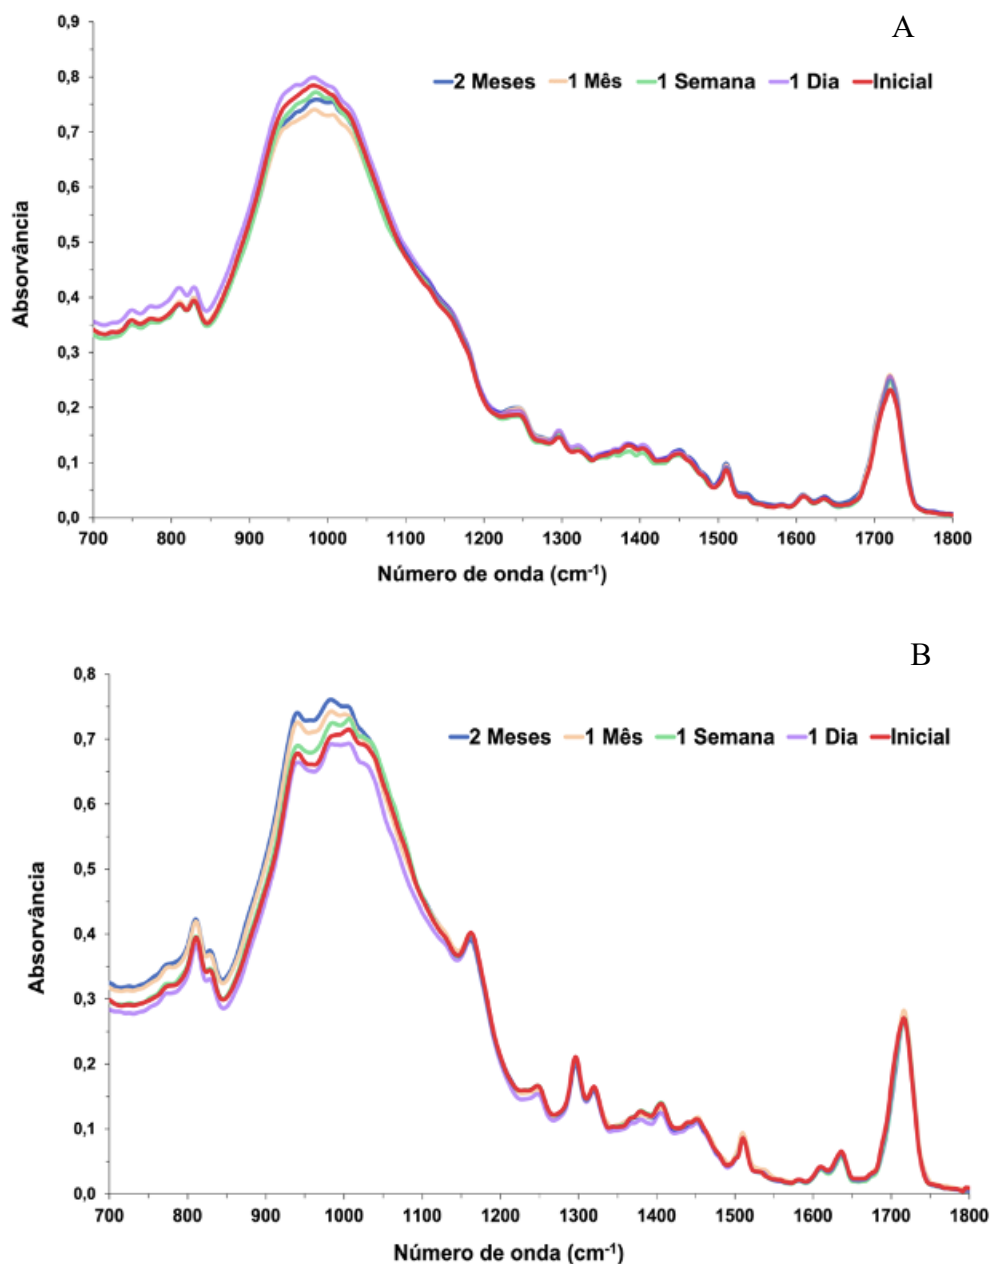 A
2 Meses 1 Mês 1 Semana 1 Dia Inicial
Absorvância
0,9
0,8
0,7
0,6
0,5
0,4
0,3
0,2
0,1
0,0
700 800 900 1000 1100 1200 1300 1400 1500 1600 1700 1800
Número de onda (cm-1)
B
2 Meses 1 Mês 1 Semana 1 Dia Inicial
Absorvância
0,8
0,7
0,6
0,5
0,4
0,3
0,2
0,1
0,0
700 800 900 1000 1100 1200 1300 1400 1500 1600 1700 1800
Número de onda (cm-1)